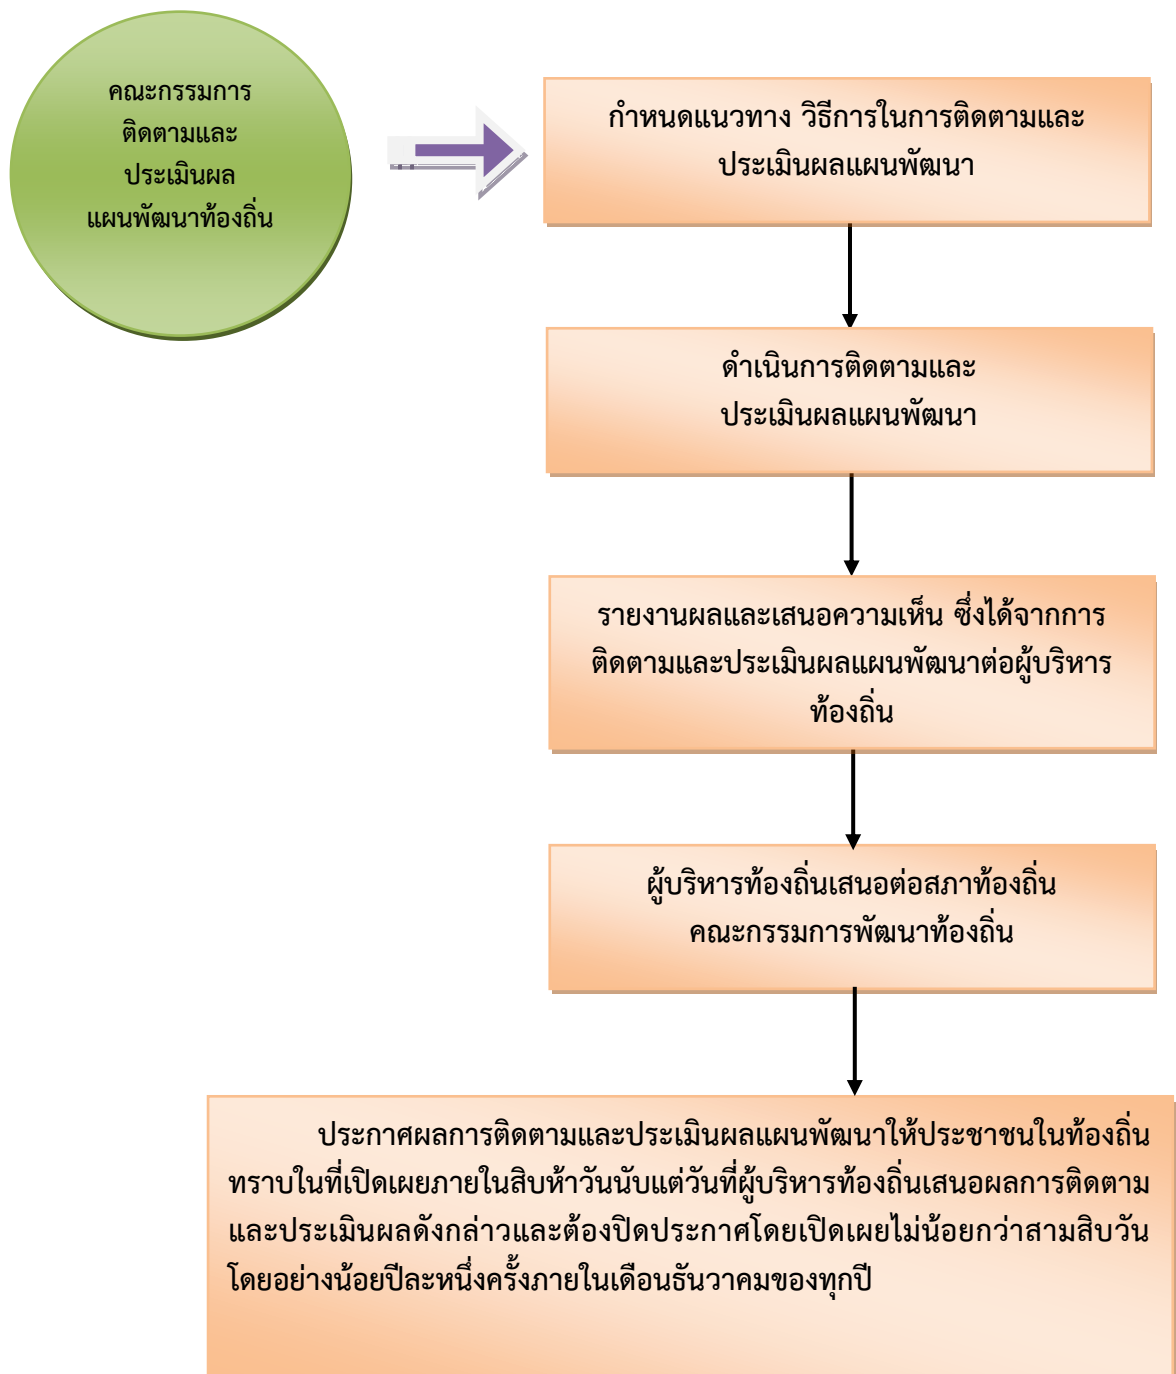 คณะกรรมการ
ติดตามและ
ประเมินผล
แผนพัฒนาท้องถิ่น
กำหนดแนวทาง วิธีการในการติดตามและ
ประเมินผลแผนพัฒนา
ดำเนินการติดตามและ
ประเมินผลแผนพัฒนา
รายงานผลและเสนอความเห็น ซึ่งได้จากการ
ติดตามและประเมินผลแผนพัฒนาต่อผู้บริหาร
ท้องถิ่น
ผู้บริหารท้องถิ่นเสนอต่อสภาท้องถิ่น
คณะกรรมการพัฒนาท้องถิ่น
ประกาศผลการติดตามและประเมินผลแผนพัฒนาให้ประชาชนในท้องถิ่น
ทราบในที่เปิดเผยภายในสิบห้าวันนับแต่วันที่ผู้บริหารท้องถิ่นเสนอผลการติดตาม
และประเมินผลดังกล่าวและต้องปิดประกาศโดยเปิดเผยไม่น้อยกว่าสามสิบวัน
โดยอย่างน้อยปีละหนึ่งครั้งภายในเดือนธันวาคมของทุกปี